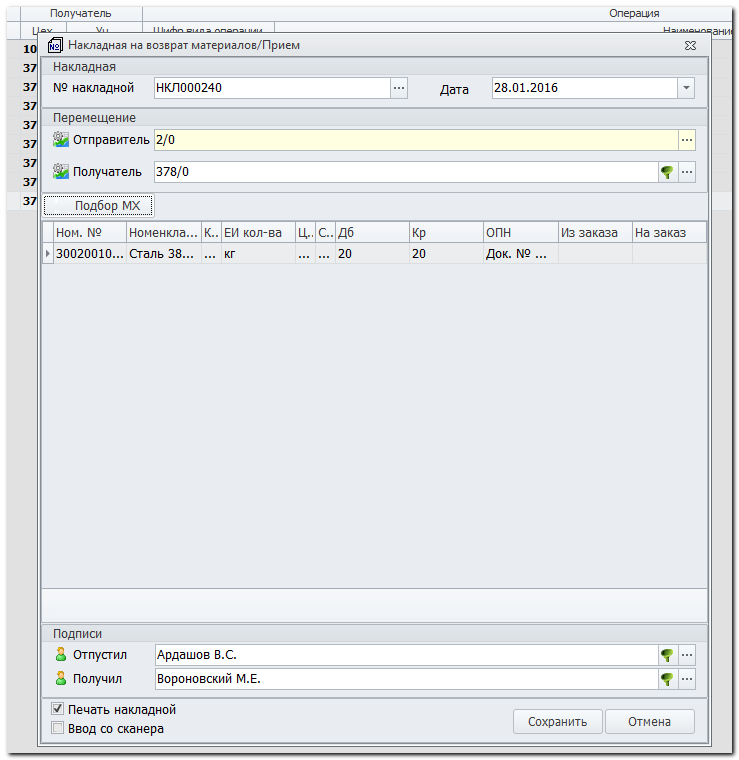 Получатель Операция
Цех Уч Шифр вида операции Наименование
10
37
37
37
37
37
37
37
37
Накладная на возврат материалов/Прием
Накладная
№ накладной НКЛ000240 ... Дата 28.01.2016
Перемещение
Отправитель 2/0 ...
Получатель 378/0 ...
Подбор МХ
Ном. № Номенкла... К.. ЕИ кол-ва Ц.. С.. Дб Кр ОПН Из заказа На заказ
30020010... Сталь 38... ... кг ... ... 20 20 Док. № ...
Подписи
Отпустил Ардашов В.С. ...
Получил Вороновский М.Е. ...
Печать накладной
Ввод со сканера
Сохранить Отмена